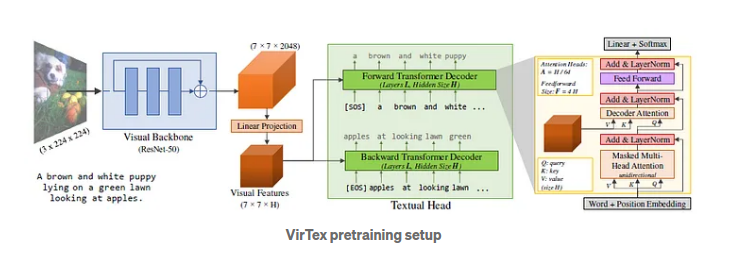 (3 x 224 x 224)
A brown and white puppy
lying on a green lawn
looking at apples.
Visual Backbone
(ResNet-50)
(7 × 7 × 2048)
Linear Projection
Visual Features
(7 × 7 × H)
a brown and white puppy
Forward Transformer Decoder
(Layers L, Hidden Size H)
[SOS] a brown and white ...
apples at looking lawn green
Backward Transformer Decoder
(Layers L, Hidden Size H)
[EOS] apples at looking lawn ...
Textual Head
Linear + Softmax
Attention Heads:
A = H / 64
Feedforward
Size: F = 4 H
Add & LayerNorm
Feed Forward
Add & LayerNorm
Decoder Attention
V K Q
Add & LayerNorm
Masked Multi-
Head Attention
unidirectional
Q: query
K: key
V: value
(size H)
V K Q
Word + Position Embedding
VirTex pretraining setup